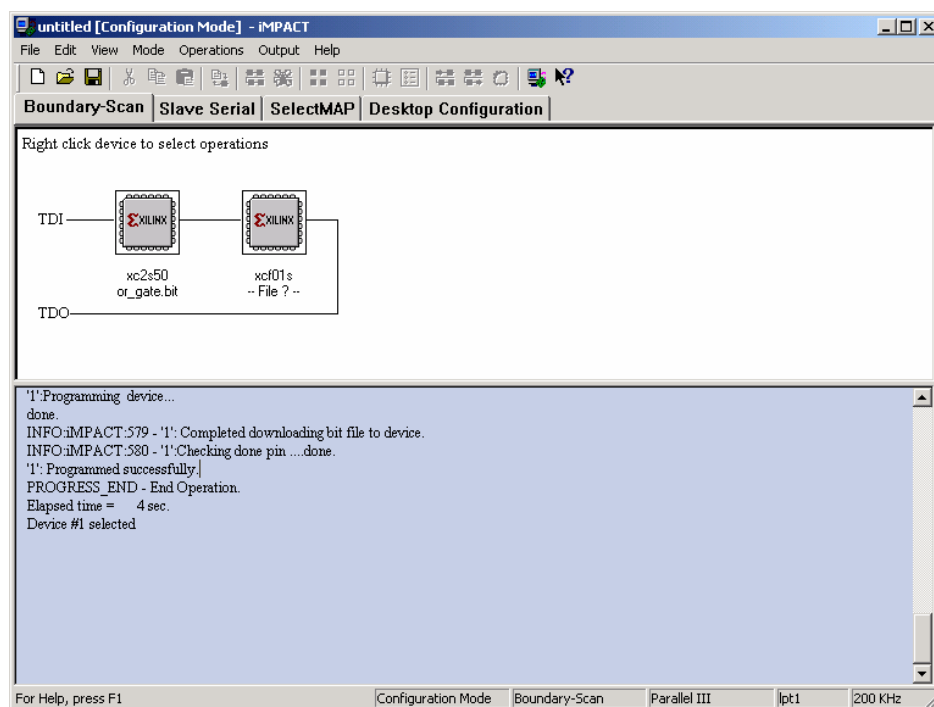 untitled [Configuration Mode] - iMPACT
File Edit View Mode Operations Output Help
Boundary-Scan Slave Serial SelectMAP Desktop Configuration
Right click device to select operations
TDI XILINX XILINX
xc2s50 xcf01s
or_gate.bit -- File ? --
TDO
'1':Programming device...
done.
INFO:iMPACT:579 - '1': Completed downloading bit file to device.
INFO:iMPACT:580 - '1':Checking done pin ....done.
'1': Programmed successfully.
PROGRESS_END - End Operation.
Elapsed time = 4 sec.
Device #1 selected
For Help, press F1 Configuration Mode Boundary-Scan Parallel III lpt1 200 KHz